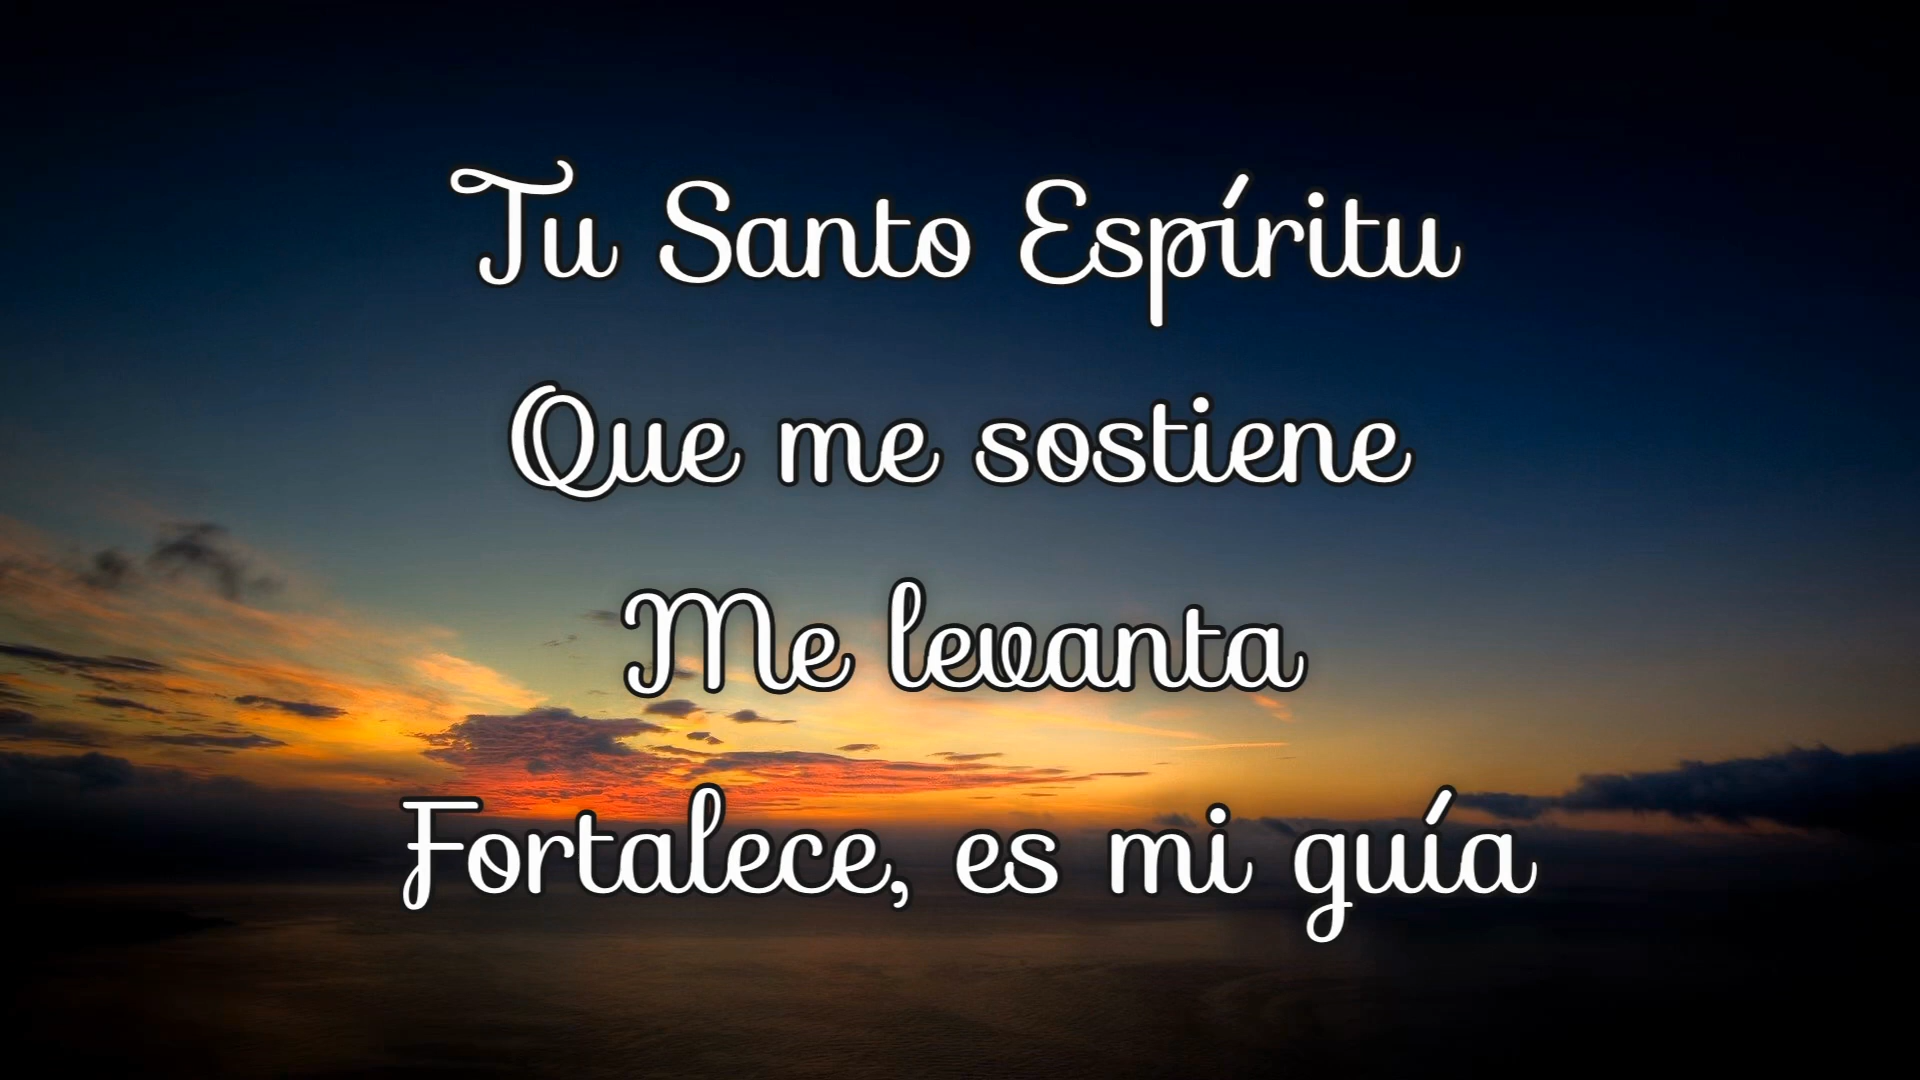 Tu Santo Espíritu
Que me sostiene
Me levanta
Fortalece, es mi guía